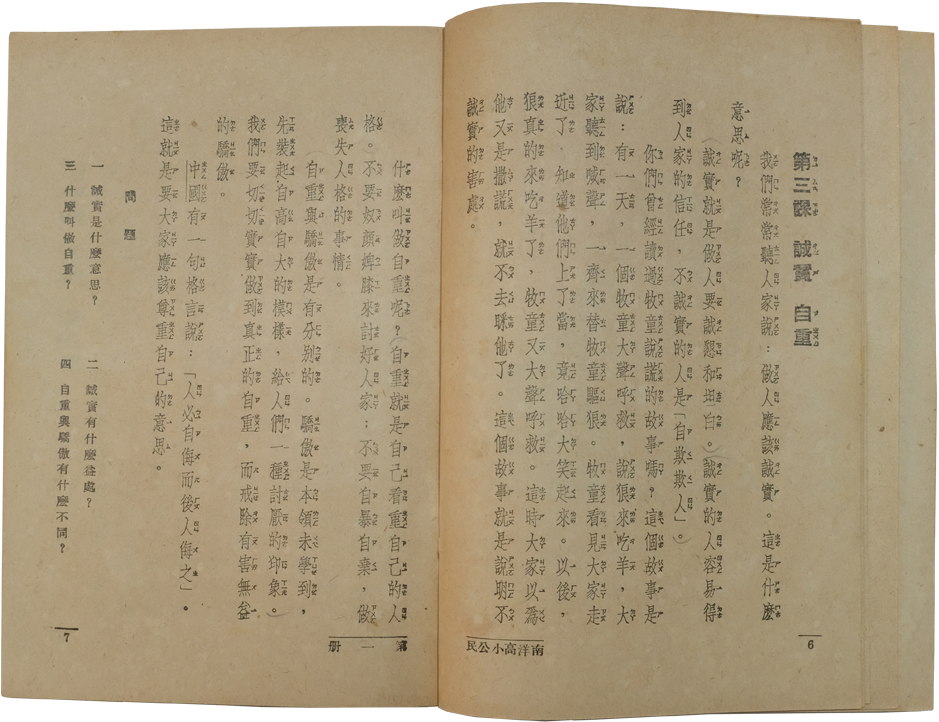 第三課　誠實　自重
我們常常聽人家說：做人應該誠實。這是什麼
意思呢？
（誠實就是做人要誠懇和坦白。）誠實的人容易得
到人家的信任，不誠實的人是「自欺欺人」。
你們曾經讀過牧童說謊的故事嗎？這個故事是
說：有一天，一個牧童大聲呼救，說狼來吃羊，大
家聽到喊聲，一齊來替牧童驅狼。牧童看見大家走
近了，知道他們上了當，竟哈哈大笑起來。以後，
狼真的來吃羊了，牧童又大聲呼救。這時大家以為
他又是撒謊，就不去睬他了。這個故事就是說明不
誠實的害處。
南洋高小公民
6
什麼叫做自重呢？（自重就是自己看重自己的人
格。）不要奴顏婢膝來討好人家；不要自暴自棄，做
喪失人格的事情。
（自重與驕傲是有分別的。驕傲是本領未學到，
先裝起自高自大的模樣，給人們一種討厭的印象。）
我們要切切實實做到真正的自重，而戒除有害無益
的驕傲。
中國有一句格言說：「人必自侮而後人侮之」。
這就是要大家應該尊重自己的意思。
問　題
一　誠實是什麼意思？　二　誠實有什麼益處？
三　什麼叫做自重？　四　自重與驕傲有什麼不同？
第一册
7